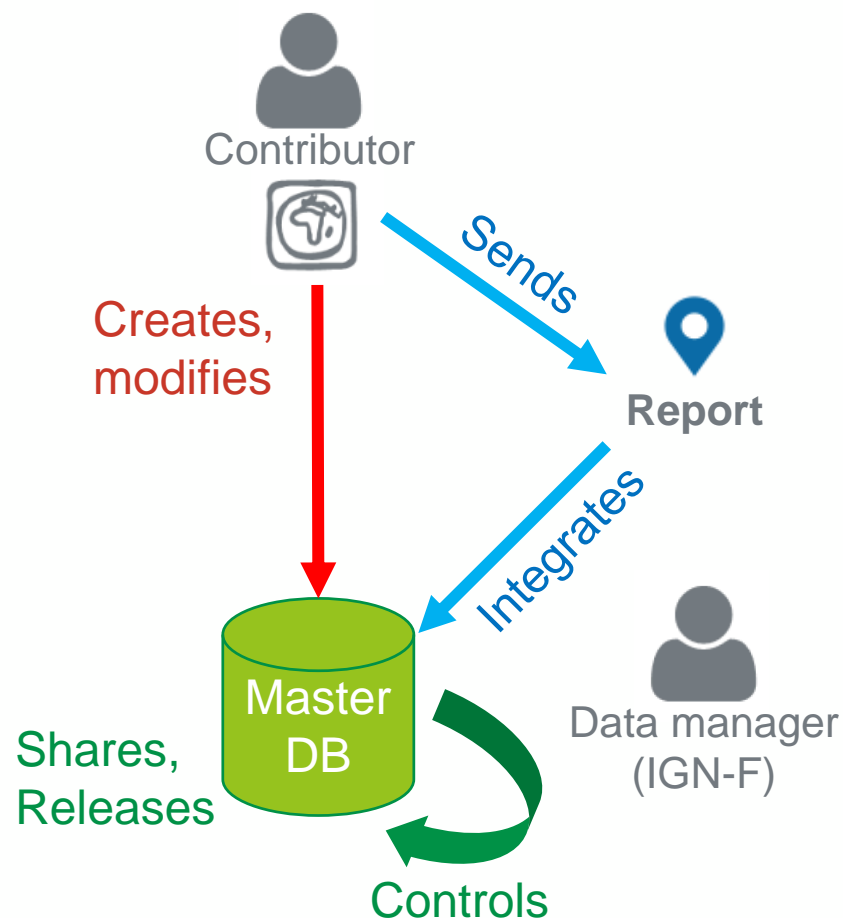 Contributor
Sends
Creates,
modifies
Report
Integrates
Master
DB
Data manager
(IGN-F)
Shares,
Releases
Controls